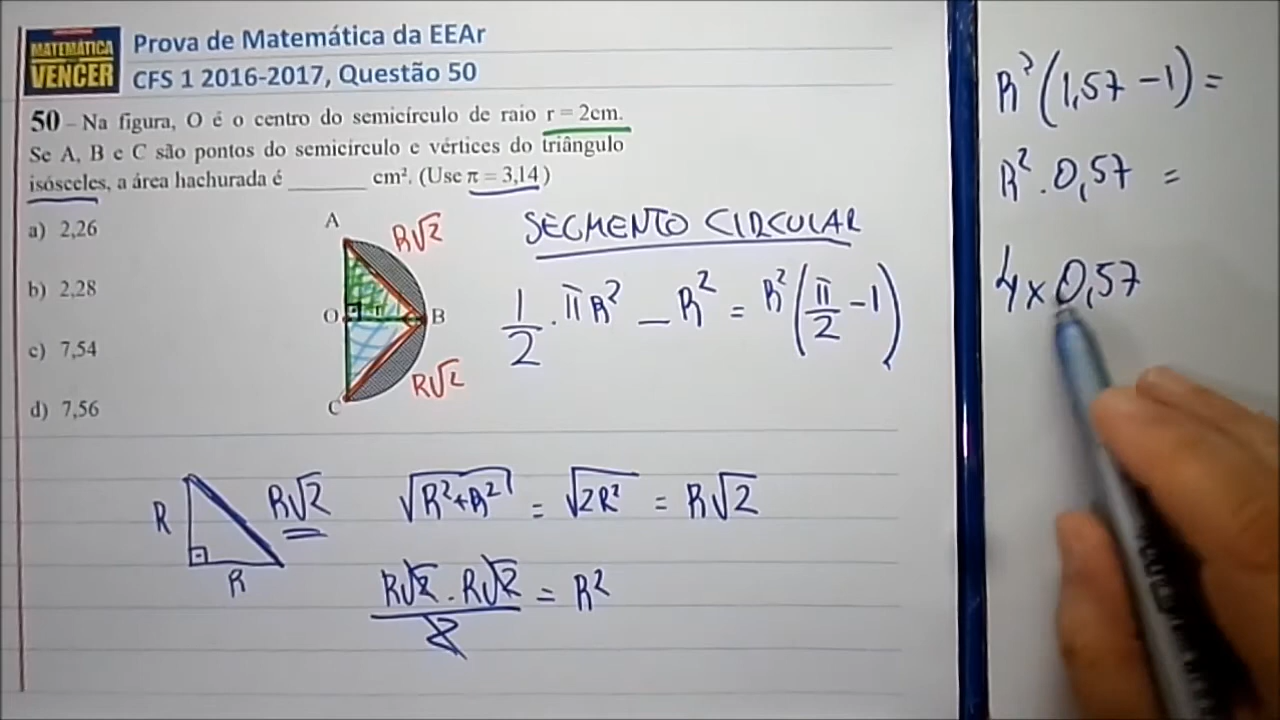 MATEMÁTICA
PRA
VENCER
Prova de Matemática da EEAr
CFS 1 2016-2017, Questão 50
50 – Na figura, O é o centro do semicírculo de raio r = 2cm.
Se A, B e C são pontos do semicírculo e vértices do triângulo
isósceles, a área hachurada é ________ cm². (Use π = 3,14)
a) 2,26
b) 2,28
c) 7,54
d) 7,56
A
R√2
O
r
B
R√2
C
SEGMENTO CIRCULAR
1/2 . πR² – R² = R²(π/2 – 1)
R
R√2
R
√R²+R² = √2R² = R√2
R√2 . R√2 / 2 = R²
R²(1,57 – 1) =
R² . 0,57 =
4 x 0,57